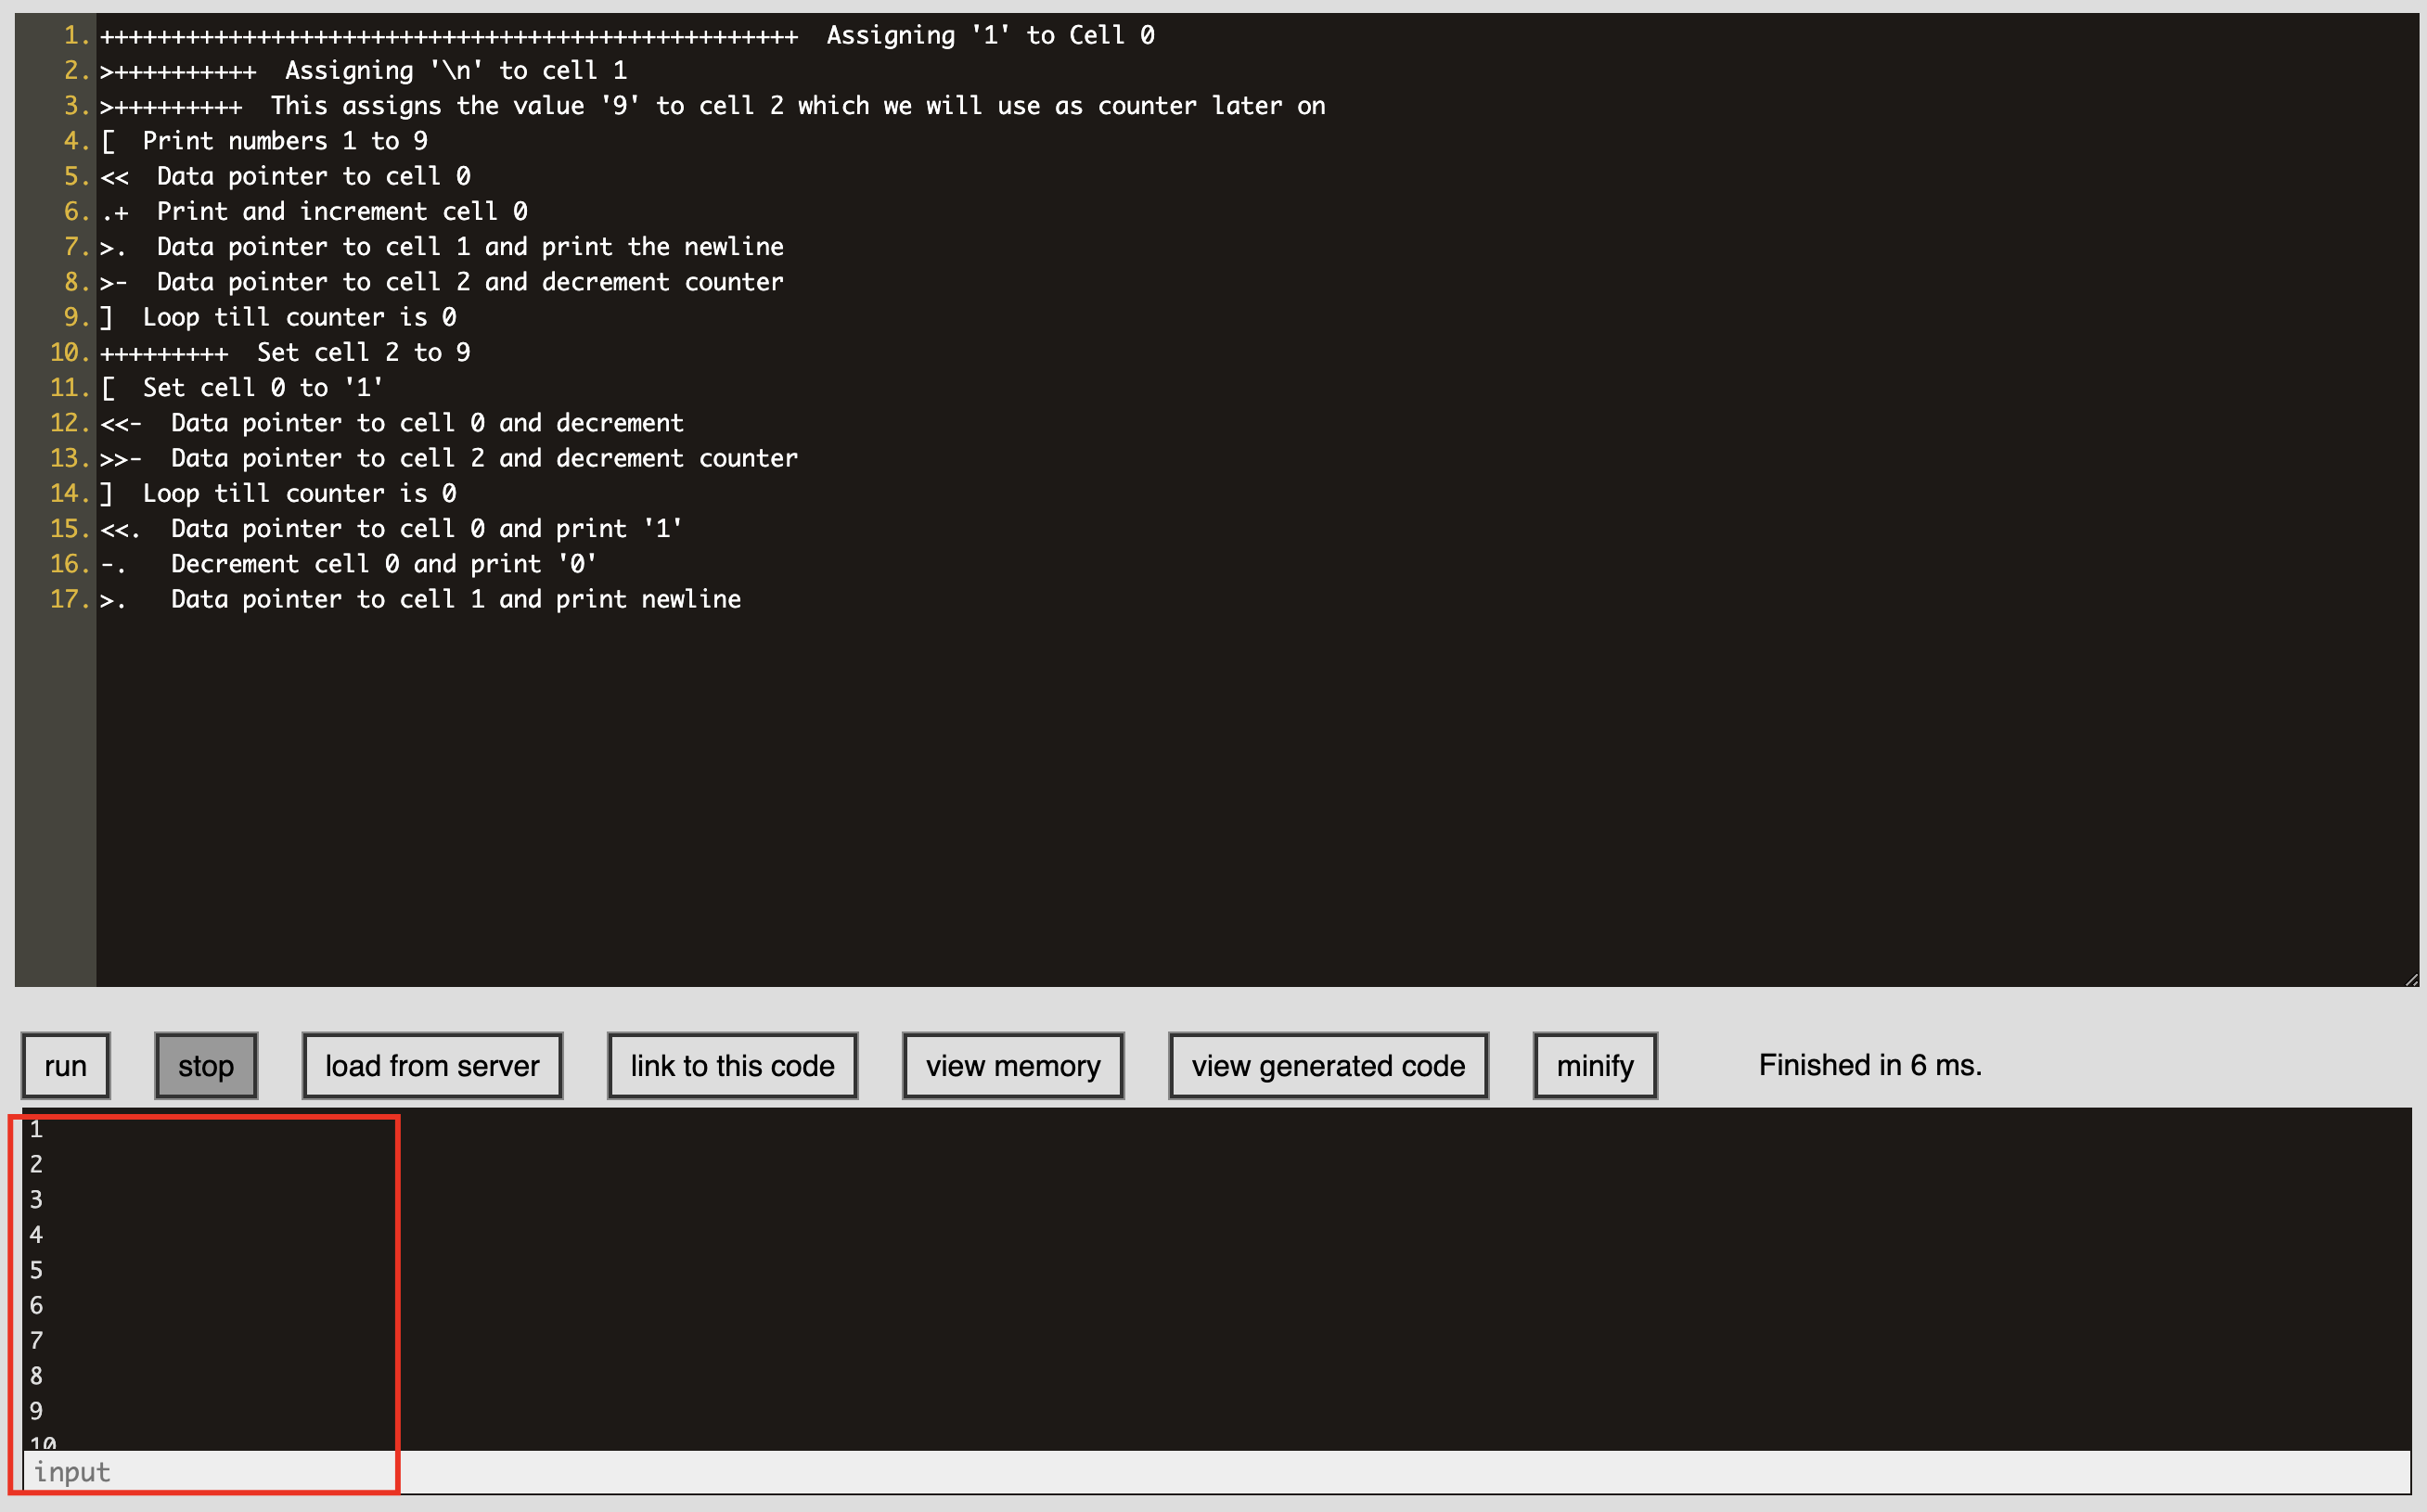 1. +++++++++++++++++++++++++++++++++++++++++++++++++  Assigning '1' to Cell 0
2. >++++++++++  Assigning '\n' to cell 1
3. >+++++++++  This assigns the value '9' to cell 2 which we will use as counter later on
4. [  Print numbers 1 to 9
5. <<  Data pointer to cell 0
6. .+  Print and increment cell 0
7. >.  Data pointer to cell 1 and print the newline
8. >-  Data pointer to cell 2 and decrement counter
9. ]  Loop till counter is 0
10. +++++++++  Set cell 2 to 9
11. [  Set cell 0 to '1'
12. <<-  Data pointer to cell 0 and decrement
13. >>-  Data pointer to cell 2 and decrement counter
14. ]  Loop till counter is 0
15. <<.  Data pointer to cell 0 and print '1'
16. -.   Decrement cell 0 and print '0'
17. >.   Data pointer to cell 1 and print newline
run stop load from server link to this code view memory view generated code minify Finished in 6 ms.
1
2
3
4
5
6
7
8
9
10
input